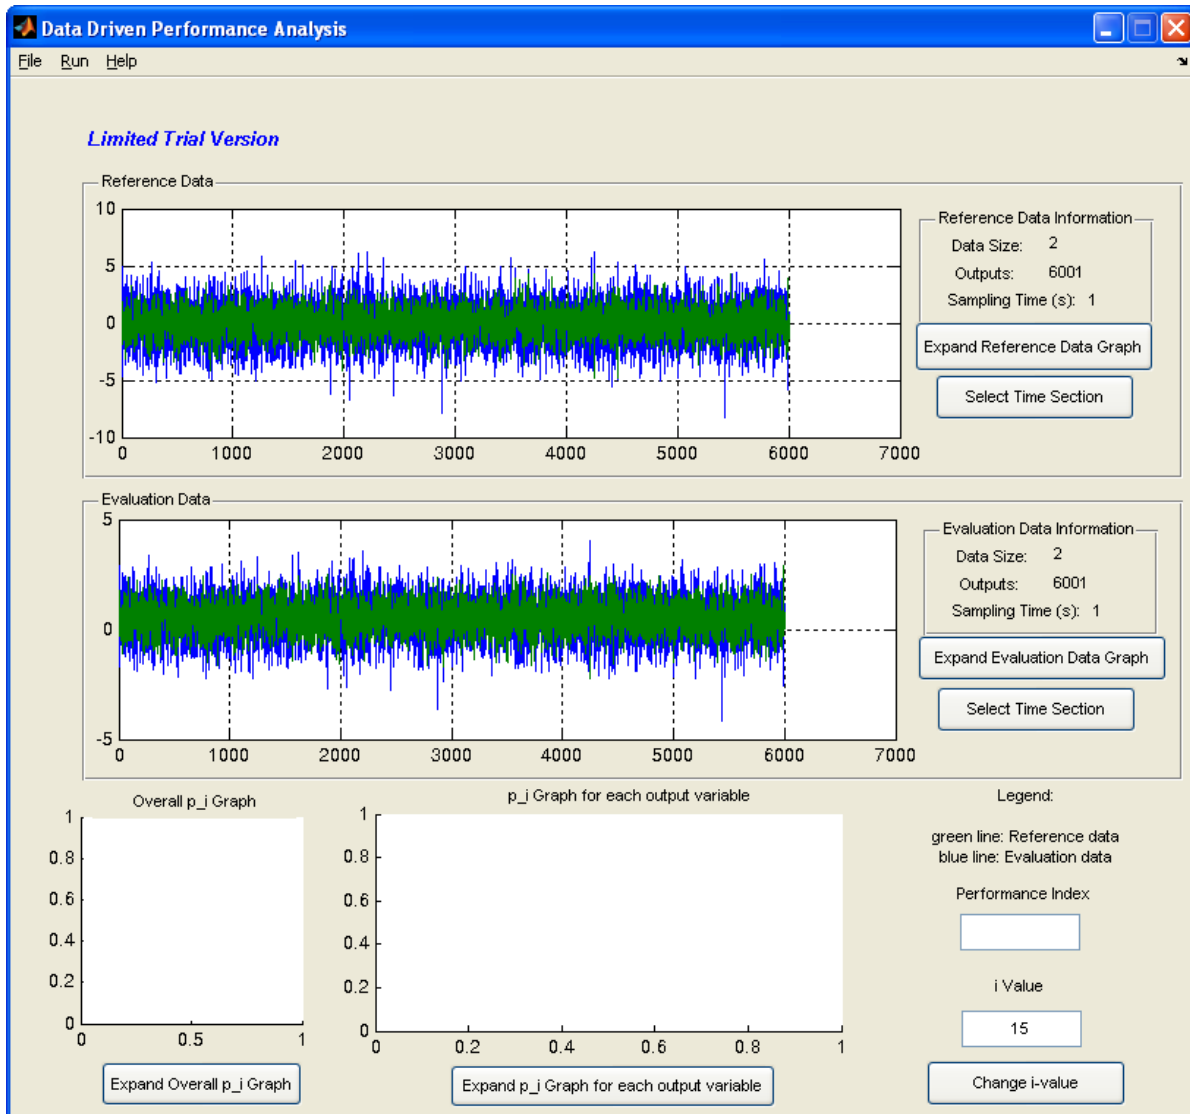 Data Driven Performance Analysis
File Run Help
Limited Trial Version
Reference Data
10
5
0
-5
-10
0 1000 2000 3000 4000 5000 6000 7000
Reference Data Information
Data Size: 2
Outputs: 6001
Sampling Time (s): 1
Expand Reference Data Graph
Select Time Section
Evaluation Data
5
0
-5
0 1000 2000 3000 4000 5000 6000 7000
Evaluation Data Information
Data Size: 2
Outputs: 6001
Sampling Time (s): 1
Expand Evaluation Data Graph
Select Time Section
Overall p_i Graph
1
0.8
0.6
0.4
0.2
0
0 0.5 1
Expand Overall p_i Graph
p_i Graph for each output variable
1
0.8
0.6
0.4
0.2
0
0 0.2 0.4 0.6 0.8 1
Expand p_i Graph for each output variable
Legend:
green line: Reference data
blue line: Evaluation data
Performance Index
i Value
15
Change i-value